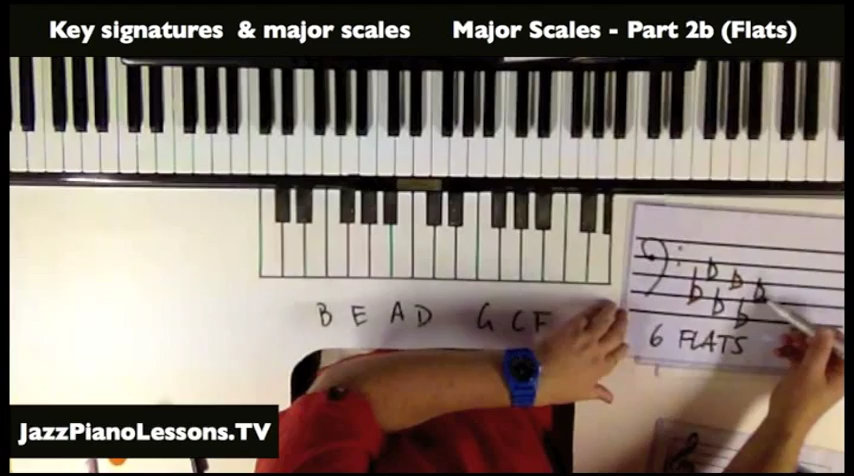 Key signatures & major scales Major Scales - Part 2b (Flats)
B E A D G C F
6 FLATS
JazzPianoLessons.TV